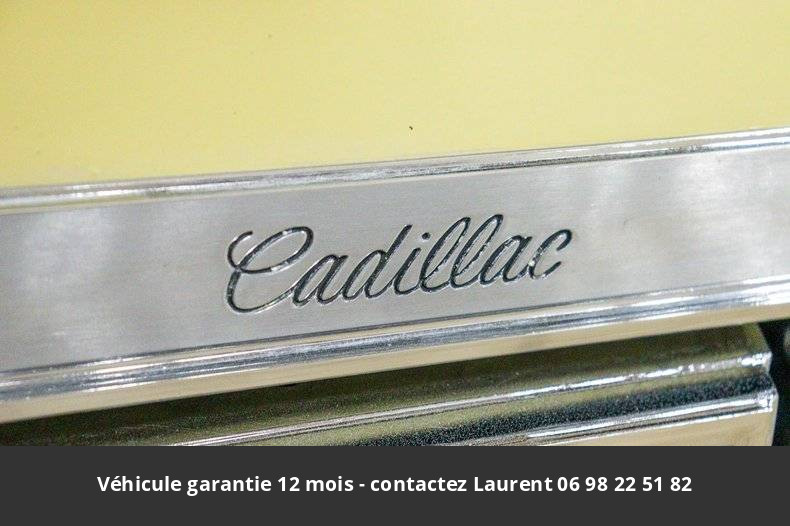 Cadillac
Véhicule garantie 12 mois - contactez Laurent 06 98 22 51 82